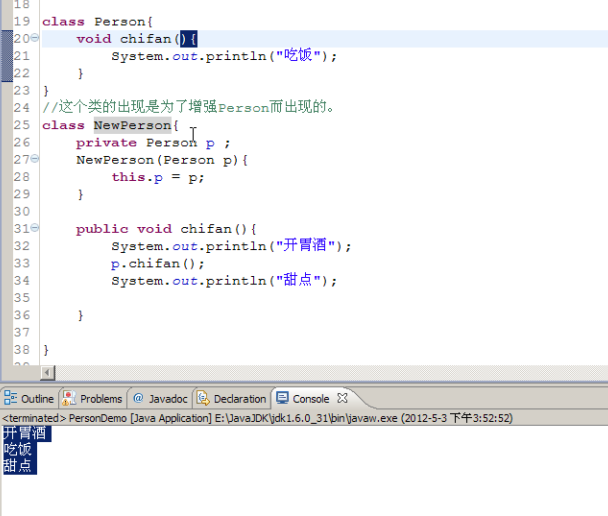 18
19 class Person{
20 void chifan(){
21 System.out.println("吃饭");
22 }
23 }
24 //这个类的出现是为了增强Person而出现的。
25 class NewPerson{
26 private Person p ;
27 NewPerson(Person p){
28 this.p = p;
29 }
30
31 public void chifan(){
32 System.out.println("开胃酒");
33 p.chifan();
34 System.out.println("甜点");
35
36 }
37
38 }
Outline Problems @ Javadoc Declaration Console
<terminated> PersonDemo [Java Application] E:\JavaJDK\jdk1.6.0_31\bin\javaw.exe (2012-5-3 下午3:52:52)
开胃酒
吃饭
甜点